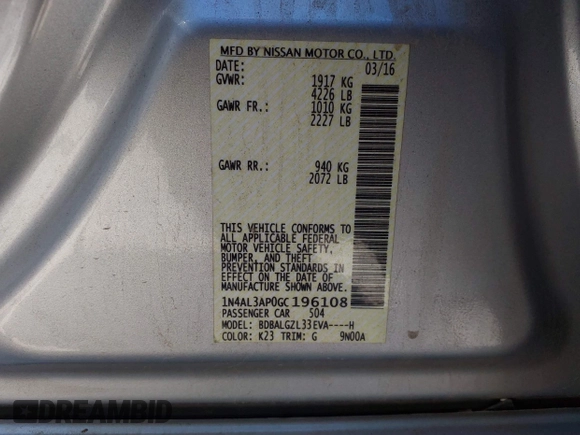 MFD BY NISSAN MOTOR CO., LTD.
DATE: 03/16
GVWR: 1917 KG
4226 LB
GAWR FR.: 1010 KG
2227 LB
GAWR RR.: 940 KG
2072 LB
THIS VEHICLE CONFORMS TO
ALL APPLICABLE FEDERAL
MOTOR VEHICLE SAFETY,
BUMPER, AND THEFT
PREVENTION STANDARDS IN
EFFECT ON THE DATE OF
MANUFACTURE SHOWN ABOVE.
1N4AL3AP0GC196108
PASSENGER CAR 504
MODEL: BDBALGZL33EVA----H
COLOR: K23 TRIM: G 9N00A
DREAMBID